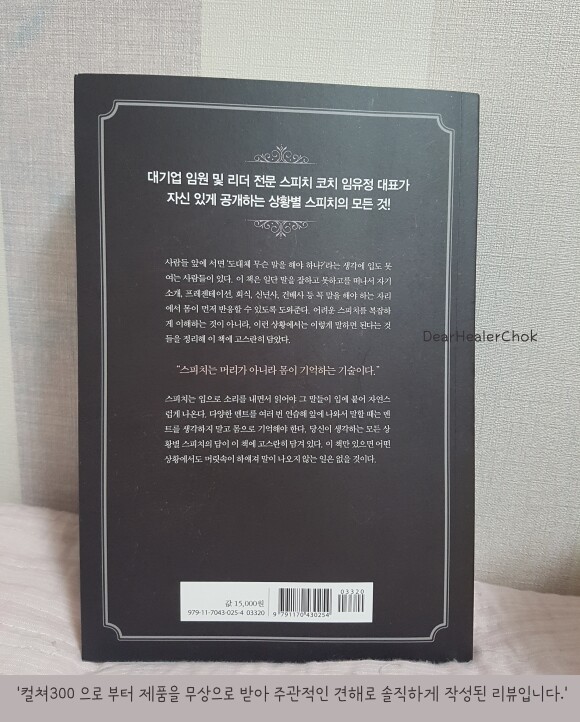 대기업 임원 및 리더 전문 스피치 코치 임유정 대표가
자신 있게 공개하는 상황별 스피치의 모든 것!
사람들 앞에 서면 '도대체 무슨 말을 해야 하나?'라는 생각에 입도 못
여는 사람들이 있다. 이 책은 일단 말을 잘하고 못하고를 떠나서 자기
소개, 프레젠테이션, 회식, 신년사, 건배사 등 꼭 말을 해야 하는 자리
에서 몸이 먼저 반응할 수 있도록 도와준다. 어려운 스피치를 복잡하
게 이해하는 것이 아니라, 이런 상황에서는 이렇게 말하면 된다는 것
들을 정리해 이 책에 고스란히 담았다.
DearHealerChok
“스피치는 머리가 아니라 몸이 기억하는 기술이다.”
스피치는 입으로 소리를 내면서 읽어야 그 말들이 입에 붙어 자연스
럽게 나온다. 다양한 멘트를 여러 번 연습해 앞에 나와서 말할 때는 멘
트를 생각하지 말고 몸으로 기억해야 한다. 당신이 생각하는 모든 상
황별 스피치의 답이 이 책에 고스란히 담겨 있다. 이 책만 있으면 어떤
상황에서도 머릿속이 하얘져 말이 나오지 않는 일은 없을 것이다.
값 15,000원
979-11-7043-025-4 03320
03320
9 791170 430254
'컬쳐300 으로 부터 제품을 무상으로 받아 주관적인 견해로 솔직하게 작성된 리뷰입니다.'